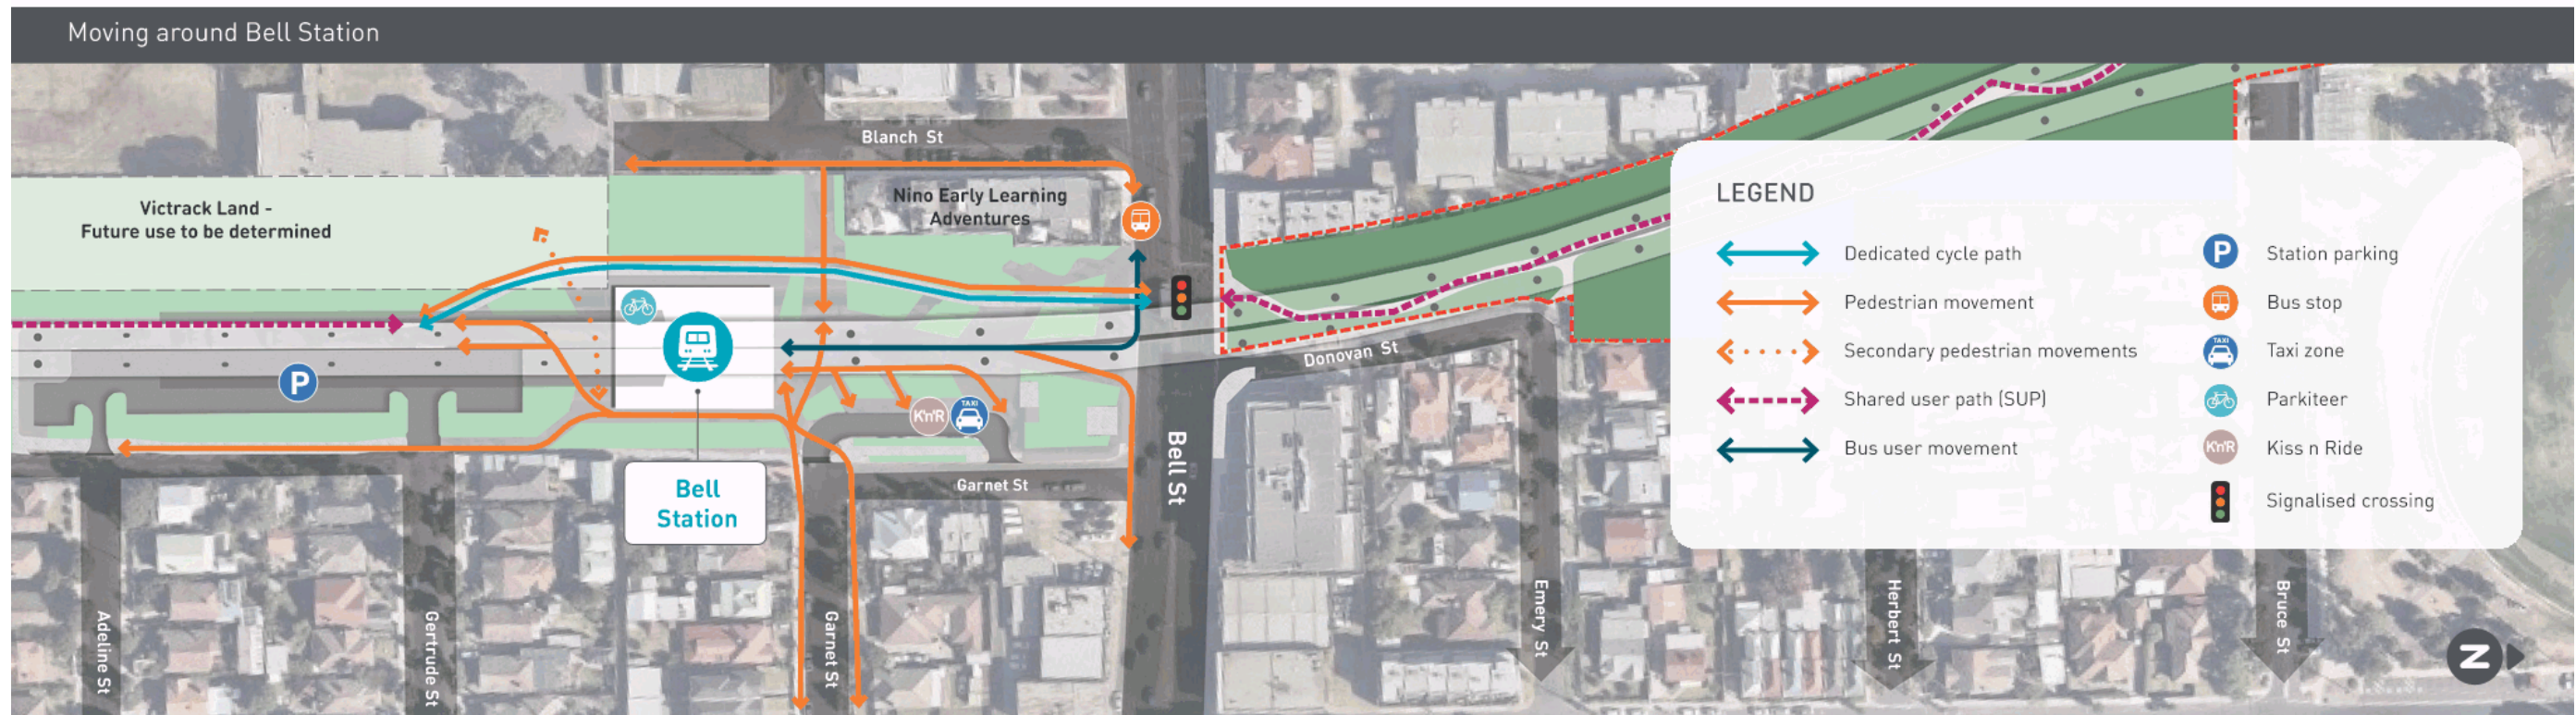 Moving around Bell Station
Blanch St
Victrack Land -
Future use to be determined
Nino Early Learning
Adventures
P
K'n'R
TAXI
Donovan St
Bell St
Garnet St
Bell
Station
Adeline St
Gertrude St
Garnet St
Emery St
Herbert St
Bruce St
N
LEGEND
Dedicated cycle path
Pedestrian movement
Secondary pedestrian movements
Shared user path (SUP)
Bus user movement
P Station parking
Bus stop
TAXI Taxi zone
Parkiteer
K'n'R Kiss n Ride
Signalised crossing